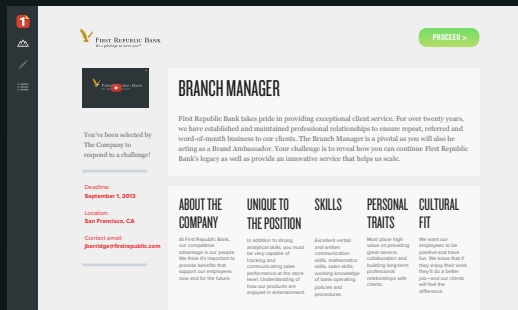 First Republic Bank
It's a privilege to serve you®
PROCEED >
First Republic Bank
You've been selected by
The Company to
respond to a challenge!
Deadline:
September 1, 2013
Location:
San Francisco, CA
Contact email:
jberridge@firstrepublic.com
BRANCH MANAGER
First Republic Bank takes pride in providing exceptional client service. For over twenty years,
we have established and maintained professional relationships to ensure repeat, referred and
word-of-mouth business to our clients. The Branch Manager is a pivotal as you will also be
acting as a Brand Ambassador. Your challenge is to reveal how you can continue First Republic
Bank's legacy as well as provide an innovative service that helps us scale.
ABOUT THE
COMPANY
At First Republic Bank,
our competitive
advantage is our people.
We think it's important to
provide benefits that
support our employees
now and for the future.
UNIQUE TO
THE POSITION
In addition to strong
analytical skills, you must
be very capable of
tracking and
communicating sales
performance at the store
level. Understanding of
how our products are
enjoyed in entertainment.
SKILLS
Excellent verbal
and written
communication
skills, mathematics
skills, sales skills;
working knowledge
of bank operating
policies and
procedures.
PERSONAL
TRAITS
Must place high
value on providing
great service,
collaboration and
building long-term
professional
relationships with
clients.
CULTURAL
FIT
We want our
employees to be
positive and have
fun. We know that if
they enjoy their work
they'll do a better
job—and our clients
will feel the
difference.